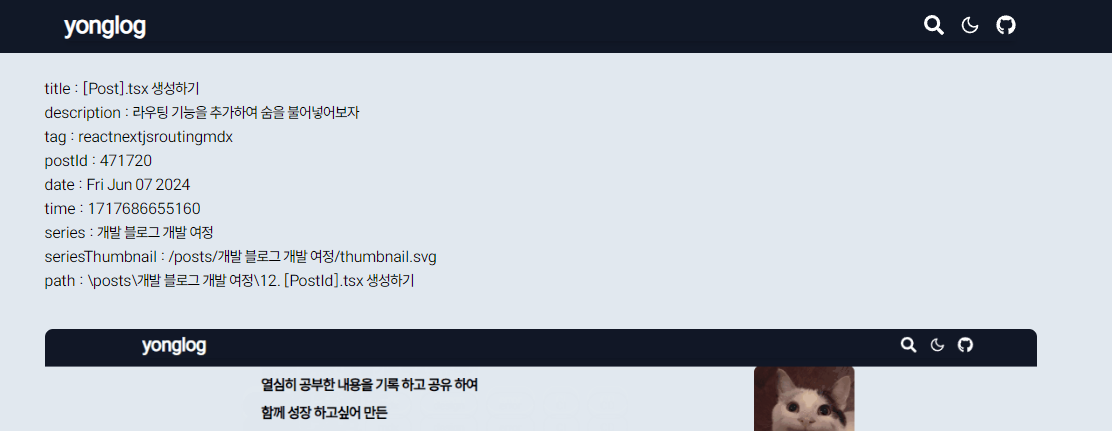 yonglog
title : [Post].tsx 생성하기
description : 라우팅 기능을 추가하여 숨을 불어넣어보자
tag : reactnextjsroutingmdx
postId : 471720
date : Fri Jun 07 2024
time : 1717686655160
series : 개발 블로그 개발 여정
seriesThumbnail : /posts/개발 블로그 개발 여정/thumbnail.svg
path : \posts\개발 블로그 개발 여정\12. [PostId].tsx 생성하기
yonglog
열심히 공부한 내용을 기록 하고 공유 하여
함께 성장 하고싶어 만든